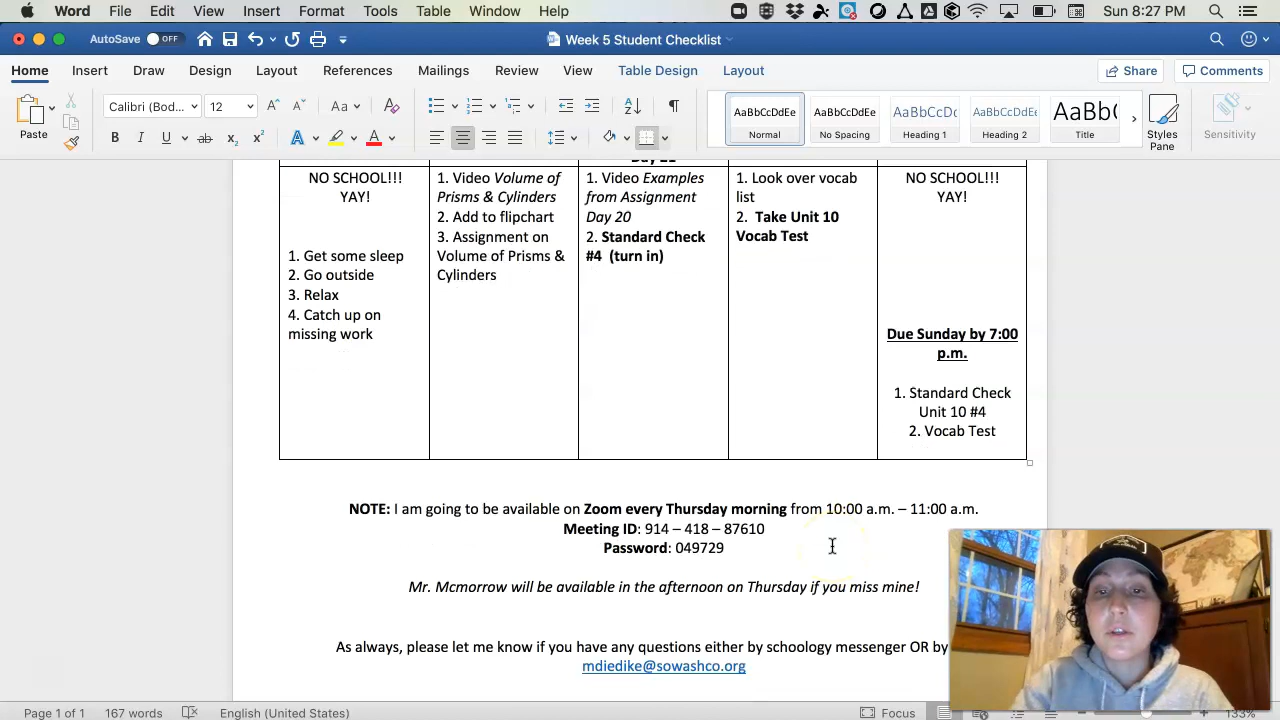 Word File Edit View Insert Format Tools Table Window Help Sun 8:27 PM
AutoSave OFF Week 5 Student Checklist
Home Insert Draw Design Layout References Mailings Review View Table Design Layout Share Comments
Paste Calibri (Bod... 12 Aa
AaBbCcDdEe AaBbCcDdEe AaBbCcDc AaBbCcDdEe AaBb(
Normal No Spacing Heading 1 Heading 2 Title Styles Pane Sensitivity
NO SCHOOL!!!
YAY!
1. Get some sleep
2. Go outside
3. Relax
4. Catch up on
missing work
1. Video Volume of
Prisms & Cylinders
2. Add to flipchart
3. Assignment on
Volume of Prisms &
Cylinders
Day 21
1. Video Examples
from Assignment
Day 20
2. Standard Check
#4 (turn in)
1. Look over vocab
list
2. Take Unit 10
Vocab Test
NO SCHOOL!!!
YAY!
Due Sunday by 7:00
p.m.
1. Standard Check
Unit 10 #4
2. Vocab Test
NOTE: I am going to be available on Zoom every Thursday morning from 10:00 a.m. – 11:00 a.m.
Meeting ID: 914 – 418 – 87610
Password: 049729
Mr. Mcmorrow will be available in the afternoon on Thursday if you miss mine!
As always, please let me know if you have any questions either by schoology messenger OR by
mdiedike@sowashco.org
Page 1 of 1 167 words English (United States) Focus 133%